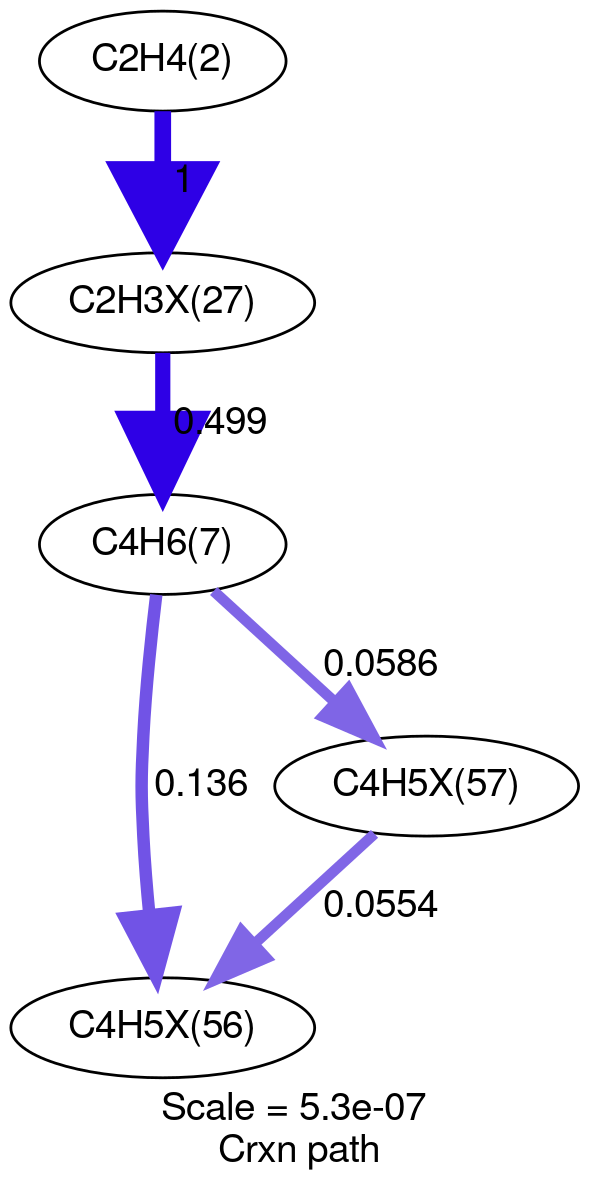 C2H4(2)
1
C2H3X(27)
0.499
C4H6(7)
0.0586
0.136
C4H5X(57)
0.0554
C4H5X(56)
Scale = 5.3e-07
Crxn path